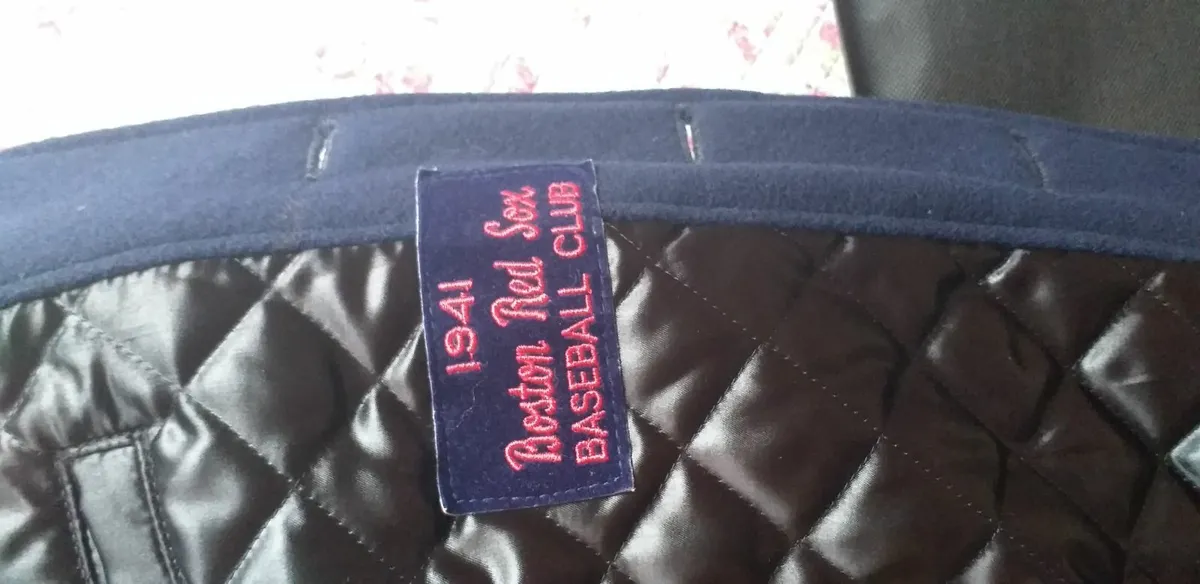 1941
Boston Red Sox
BASEBALL CLUB